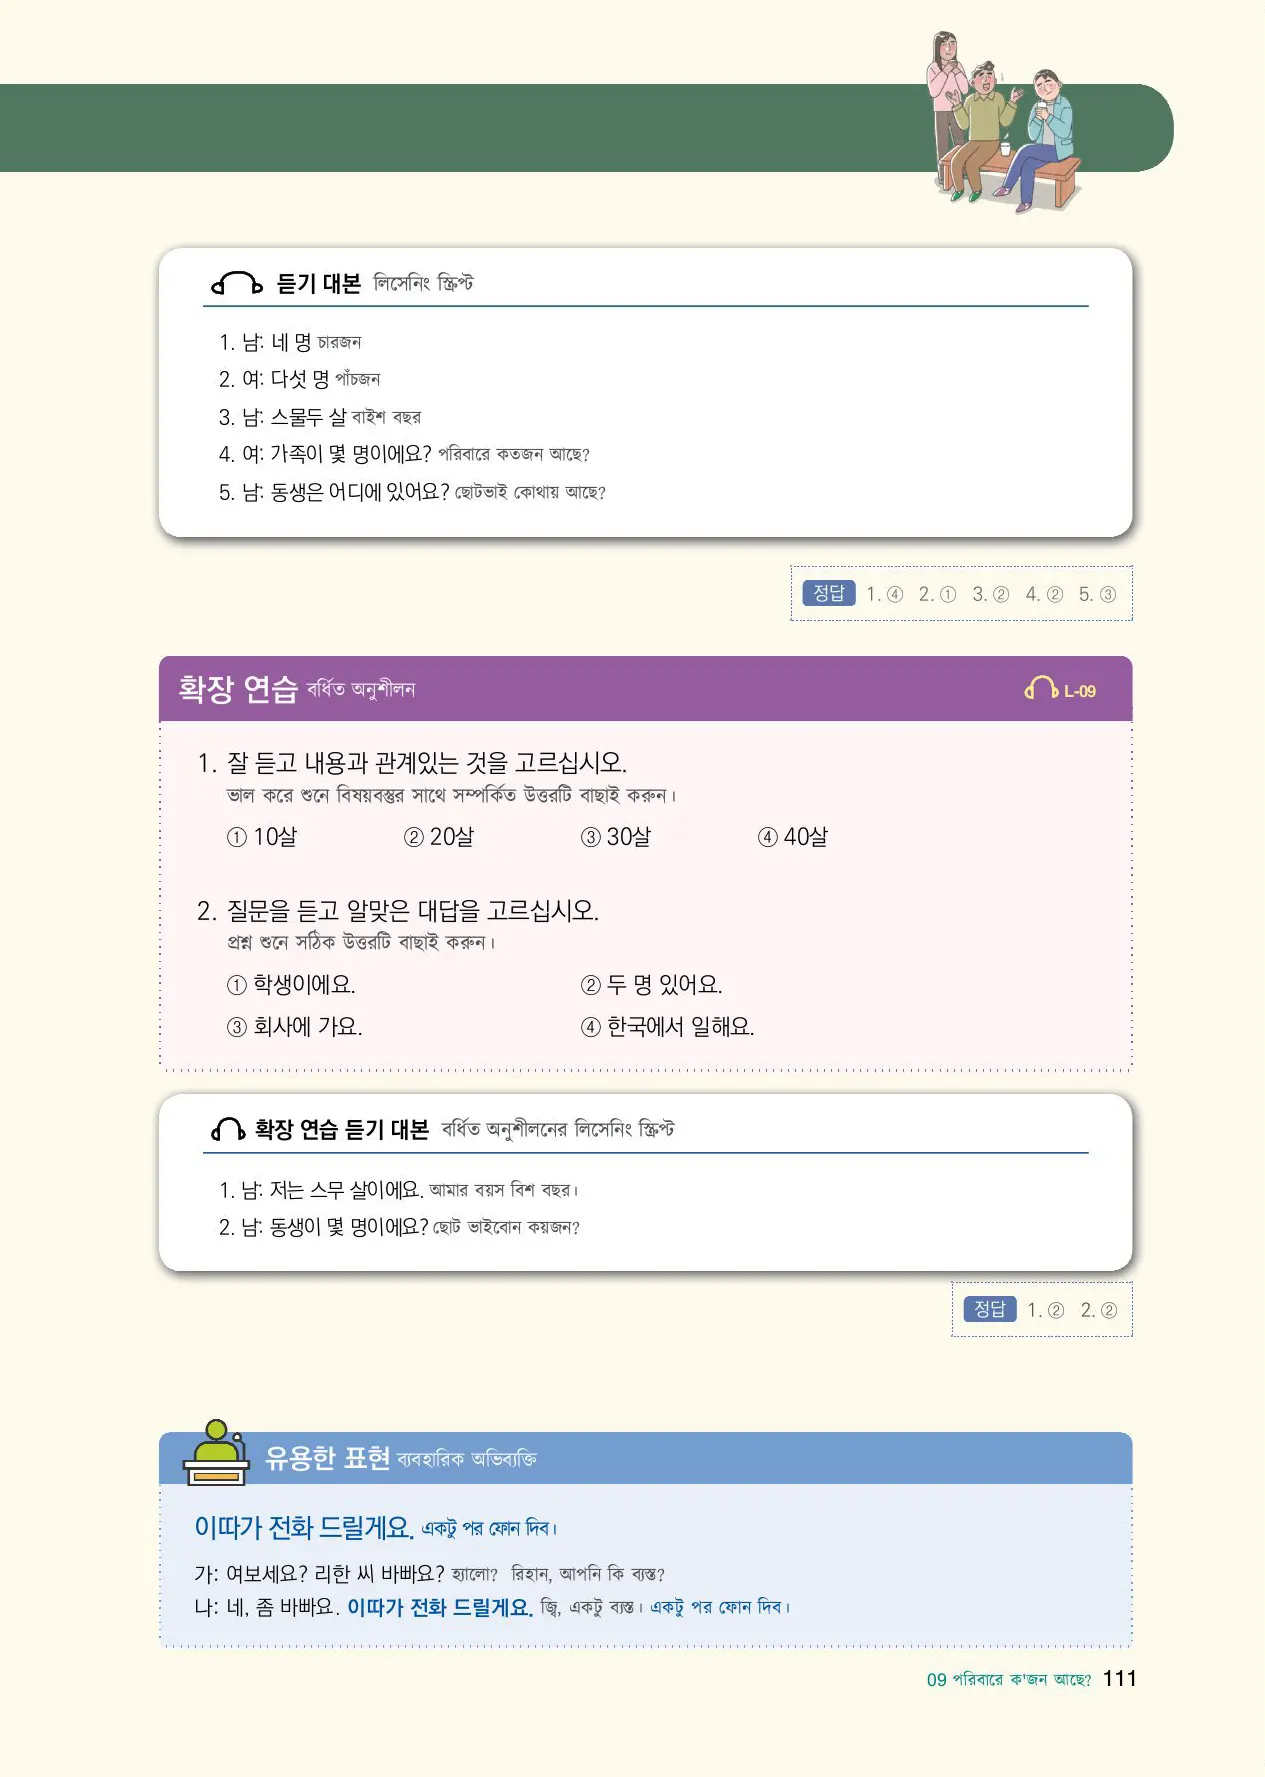 듣기 대본 লিসেনিং স্ক্রিপ্ট
1. 남: 네 명 চারজন
2. 여: 다섯 명 পাঁচজন
3. 남: 스물두 살 বাইশ বছর
4. 여: 가족이 몇 명이에요? পরিবারে কতজন আছে?
5. 남: 동생은 어디에 있어요? ছোটভাই কোথায় আছে?
정답 1. ④ 2. ① 3. ② 4. ② 5. ③
확장 연습 বর্ধিত অনুশীলন L-09
1. 잘 듣고 내용과 관계있는 것을 고르십시오.
ভাল করে শুনে বিষয়বস্তুর সাথে সম্পর্কিত উত্তরটি বাছাই করুন।
① 10살 ② 20살 ③ 30살 ④ 40살
2. 질문을 듣고 알맞은 대답을 고르십시오.
প্রশ্ন শুনে সঠিক উত্তরটি বাছাই করুন।
① 학생이에요. ② 두 명 있어요.
③ 회사에 가요. ④ 한국에서 일해요.
확장 연습 듣기 대본 বর্ধিত অনুশীলনের লিসেনিং স্ক্রিপ্ট
1. 남: 저는 스무 살이에요. আমার বয়স বিশ বছর।
2. 남: 동생이 몇 명이에요? ছোট ভাইবোন কয়জন?
정답 1. ② 2. ②
유용한 표현 ব্যবহারিক অভিব্যক্তি
이따가 전화 드릴게요. একটু পর ফোন দিব।
가: 여보세요? 리한 씨 바빠요? হ্যালো? রিহান, আপনি কি ব্যস্ত?
나: 네, 좀 바빠요. 이따가 전화 드릴게요. জ্বি, একটু ব্যস্ত। একটু পর ফোন দিব।
09 পরিবারে ক'জন আছে? 111